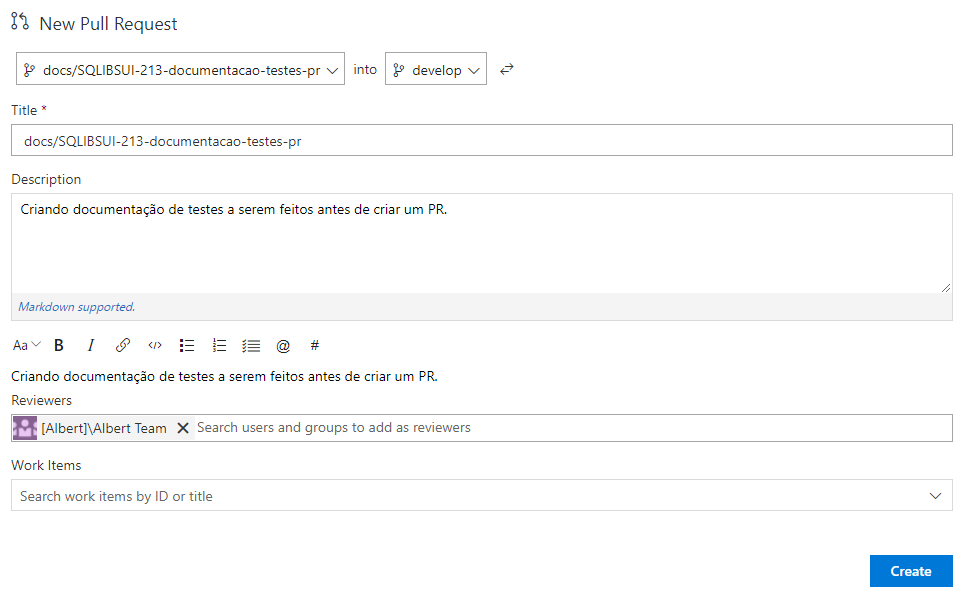 New Pull Request
docs/SQLIBSUI-213-documentacao-testes-pr into develop
Title *
docs/SQLIBSUI-213-documentacao-testes-pr
Description
Criando documentação de testes a serem feitos antes de criar um PR.
Markdown supported.
Aa B I </> @ #
Criando documentação de testes a serem feitos antes de criar um PR.
Reviewers
[Albert]\Albert Team Search users and groups to add as reviewers
Work Items
Search work items by ID or title
Create